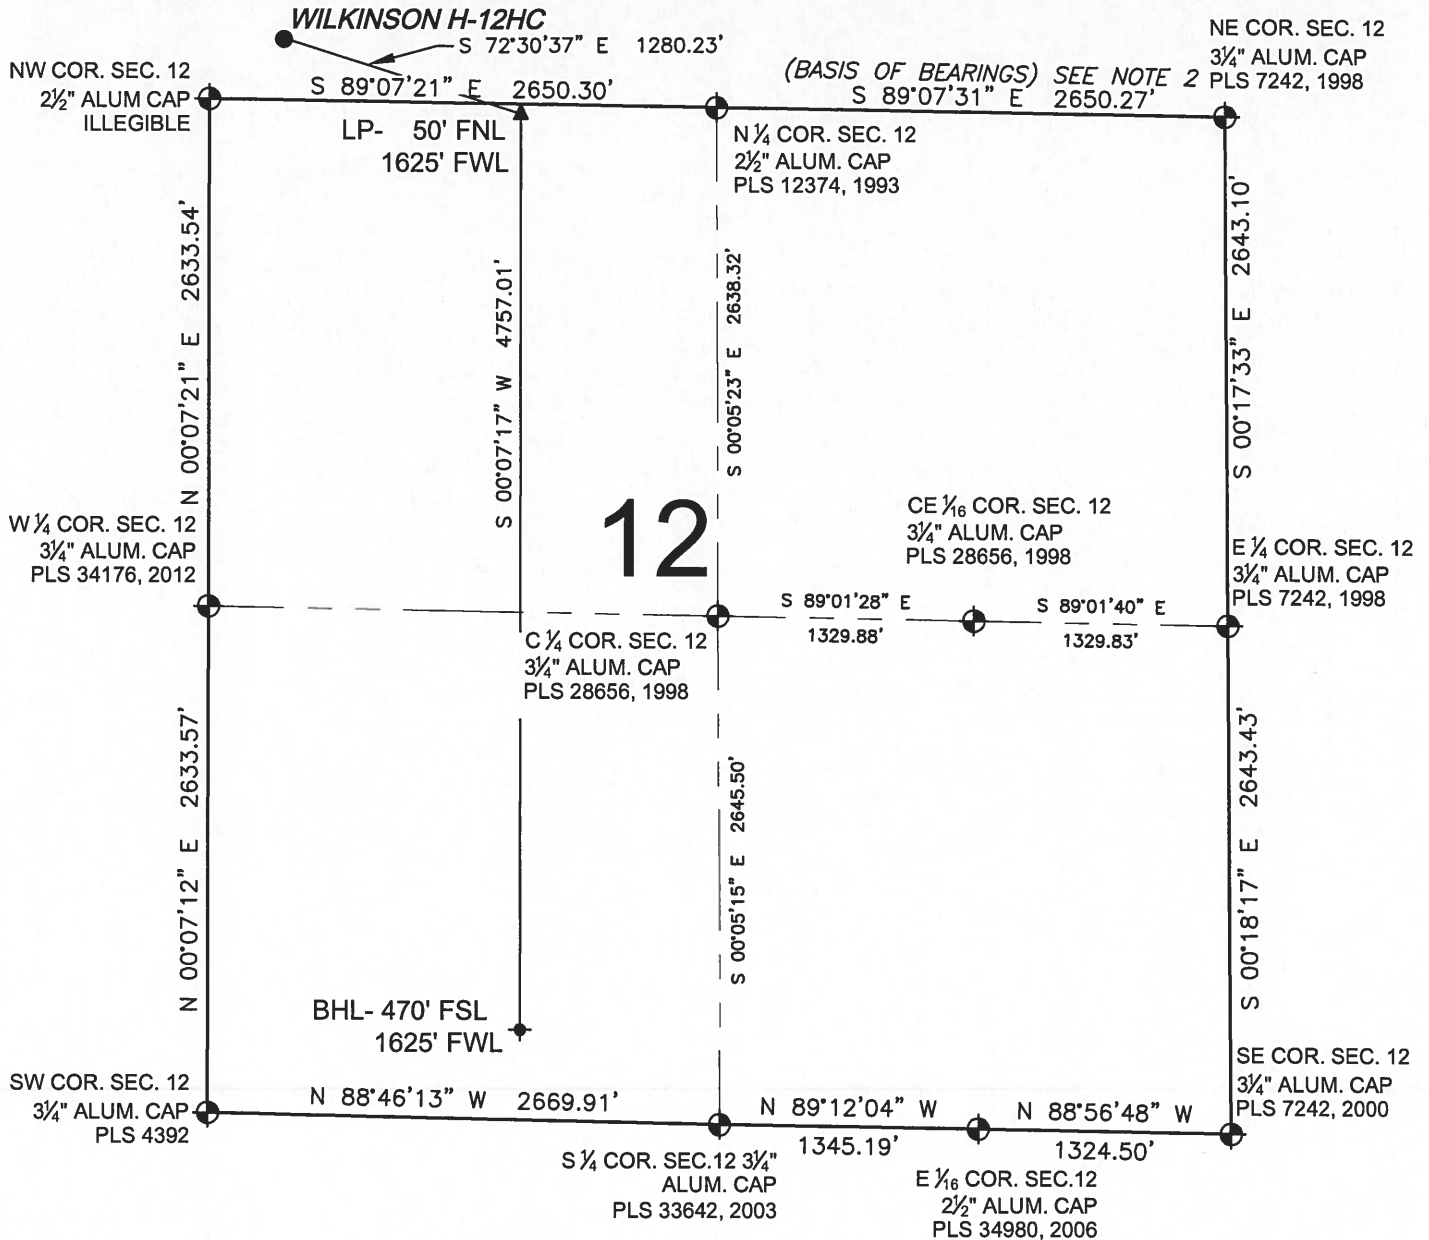 WILKINSON H-12HC
S 72°30'37" E 1280.23'
NE COR. SEC. 12
3¼" ALUM. CAP
PLS 7242, 1998
NW COR. SEC. 12
2½" ALUM CAP
ILLEGIBLE
S 89°07'21" E 2650.30'
(BASIS OF BEARINGS) SEE NOTE 2
S 89°07'31" E 2650.27'
LP- 50' FNL
1625' FWL
N ¼ COR. SEC. 12
2½" ALUM. CAP
PLS 12374, 1993
N 00°07'21" E 2633.54'
S 00°07'17" W 4757.01'
S 00°05'23" E 2638.32'
S 00°17'33" E 2643.10'
12
W ¼ COR. SEC. 12
3¼" ALUM. CAP
PLS 34176, 2012
CE 1⁄16 COR. SEC. 12
3¼" ALUM. CAP
PLS 28656, 1998
E ¼ COR. SEC. 12
3¼" ALUM. CAP
PLS 7242, 1998
S 89°01'28" E
1329.88'
S 89°01'40" E
1329.83'
C ¼ COR. SEC. 12
3¼" ALUM. CAP
PLS 28656, 1998
N 00°07'12" E 2633.57'
S 00°05'15" E 2645.50'
S 00°18'17" E 2643.43'
BHL- 470' FSL
1625' FWL
SW COR. SEC. 12
3¼" ALUM. CAP
PLS 4392
N 88°46'13" W 2669.91'
N 89°12'04" W
1345.19'
N 88°56'48" W
1324.50'
SE COR. SEC. 12
3¼" ALUM. CAP
PLS 7242, 2000
S ¼ COR. SEC.12 3¼"
ALUM. CAP
PLS 33642, 2003
E 1⁄16 COR. SEC.12
2½" ALUM. CAP
PLS 34980, 2006